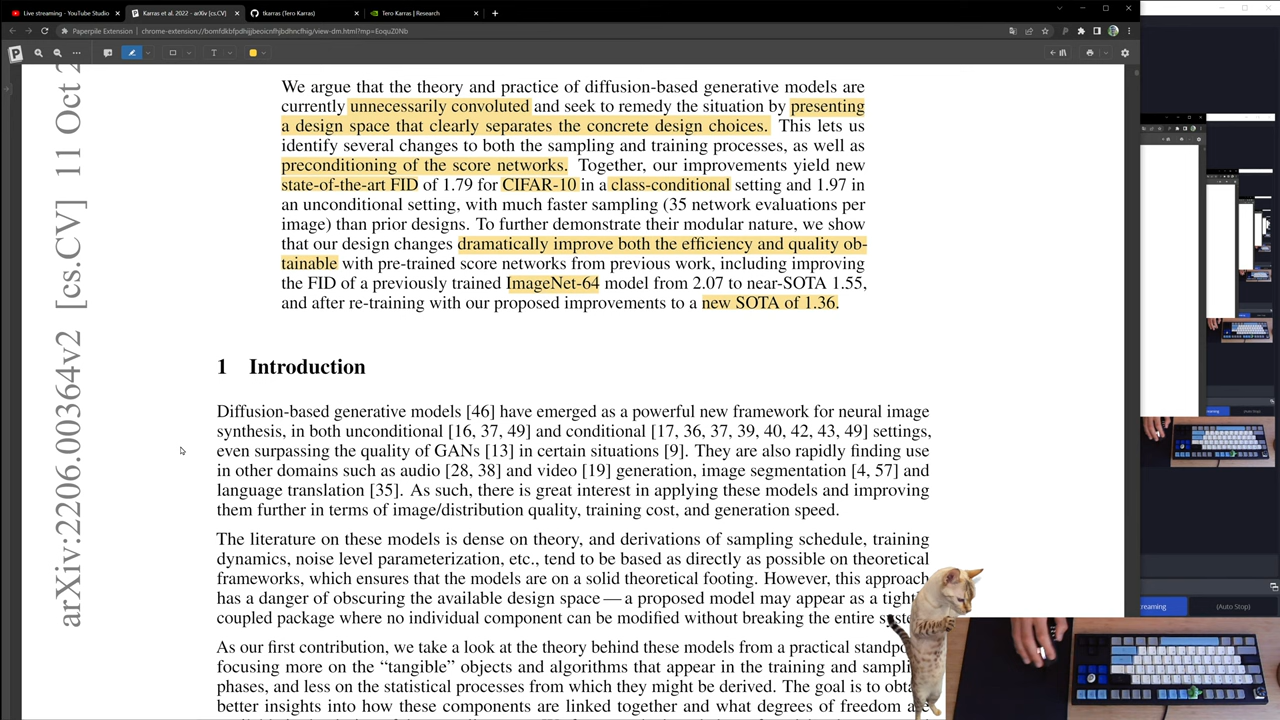 Live streaming - YouTube Studio
Karras et al. 2022 - arXiv [cs.CV]
tkarras (Tero Karras)
Tero Karras | Research
Paperpile Extension | chrome-extension://bomfdkbfpdhijjbeoicnfhjbdhncfhig/view-dm.html?mp=EoquZ0Nb
We argue that the theory and practice of diffusion-based generative models are
currently unnecessarily convoluted and seek to remedy the situation by presenting
a design space that clearly separates the concrete design choices. This lets us
identify several changes to both the sampling and training processes, as well as
preconditioning of the score networks. Together, our improvements yield new
state-of-the-art FID of 1.79 for CIFAR-10 in a class-conditional setting and 1.97 in
an unconditional setting, with much faster sampling (35 network evaluations per
image) than prior designs. To further demonstrate their modular nature, we show
that our design changes dramatically improve both the efficiency and quality ob-
tainable with pre-trained score networks from previous work, including improving
the FID of a previously trained ImageNet-64 model from 2.07 to near-SOTA 1.55,
and after re-training with our proposed improvements to a new SOTA of 1.36.
arXiv:2206.00364v2 [cs.CV] 11 Oct 2
1 Introduction
Diffusion-based generative models [46] have emerged as a powerful new framework for neural image
synthesis, in both unconditional [16, 37, 49] and conditional [17, 36, 37, 39, 40, 42, 43, 49] settings,
even surpassing the quality of GANs [13] in certain situations [9]. They are also rapidly finding use
in other domains such as audio [28, 38] and video [19] generation, image segmentation [4, 57] and
language translation [35]. As such, there is great interest in applying these models and improving
them further in terms of image/distribution quality, training cost, and generation speed.
The literature on these models is dense on theory, and derivations of sampling schedule, training
dynamics, noise level parameterization, etc., tend to be based as directly as possible on theoretical
frameworks, which ensures that the models are on a solid theoretical footing. However, this approach
has a danger of obscuring the available design space — a proposed model may appear as a tightl
coupled package where no individual component can be modified without breaking the entire syste
As our first contribution, we take a look at the theory behind these models from a practical standpo
focusing more on the "tangible" objects and algorithms that appear in the training and sampli
phases, and less on the statistical processes from which they might be derived. The goal is to obta
better insights into how these components are linked together and what degrees of freedom are
reaming
(Auto Stop)